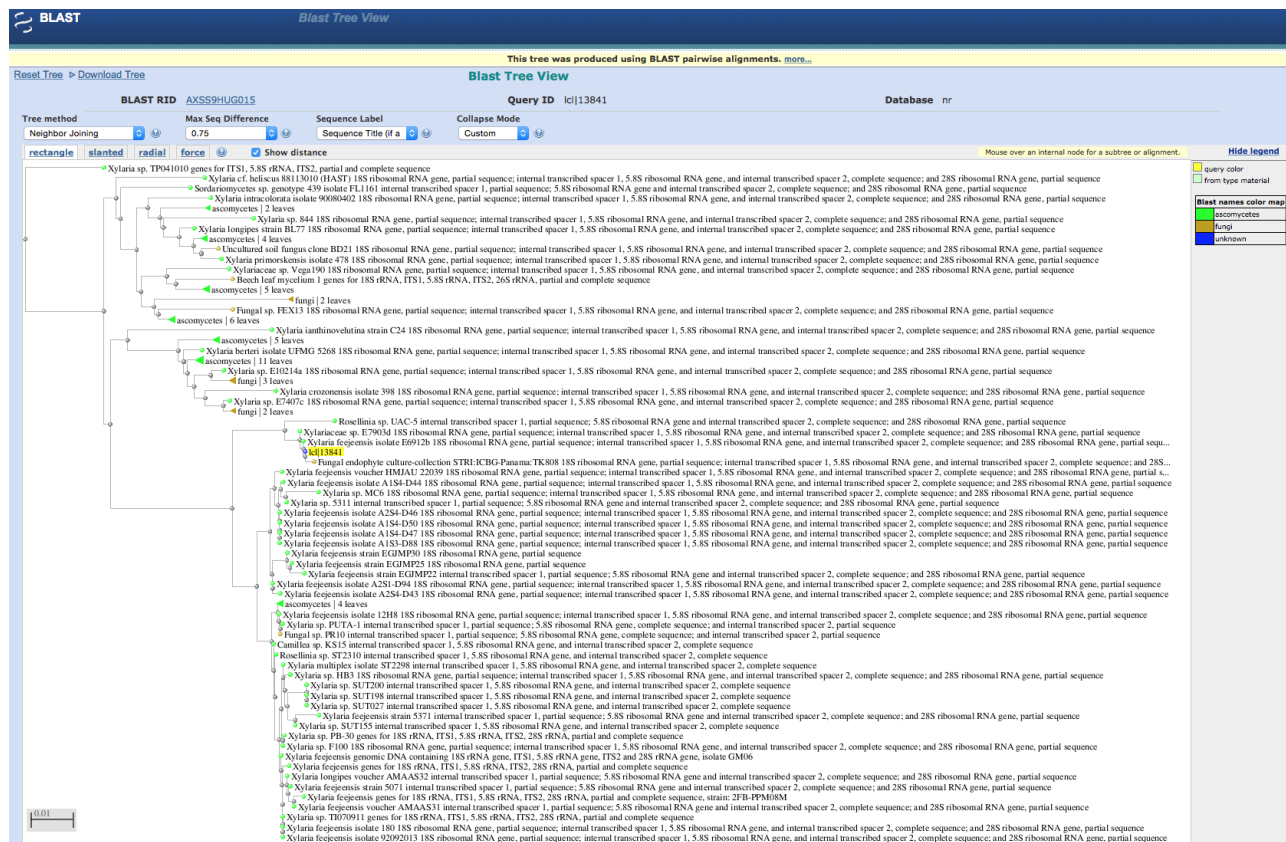 BLAST Blast Tree View
This tree was produced using BLAST pairwise alignments. more...
Reset Tree ▷ Download Tree Blast Tree View
BLAST RID AXSS9HUG015 Query ID lcl|13841 Database nr
Tree method Max Seq Difference Sequence Label Collapse Mode
Neighbor Joining 0.75 Sequence Title (if a Custom
rectangle slanted radial force Show distance Mouse over an internal node for a subtree or alignment. Hide legend
query color
from type material
Blast names color map
ascomycetes
fungi
unknown
Xylaria sp. TP041010 genes for ITS1, 5.8S rRNA, ITS2, partial and complete sequence
Xylaria cf. heliscus 88113010 (HAST) 18S ribosomal RNA gene, partial sequence; internal transcribed spacer 1, 5.8S ribosomal RNA gene, and internal transcribed spacer 2, complete sequence; and 28S ribosomal RNA gene, partial sequence
Sordariomycetes sp. genotype 439 isolate FL1161 internal transcribed spacer 1, partial sequence; 5.8S ribosomal RNA gene and internal transcribed spacer 2, complete sequence; and 28S ribosomal RNA gene, partial sequence
Xylaria intracolorata isolate 90080402 18S ribosomal RNA gene, partial sequence; internal transcribed spacer 1, 5.8S ribosomal RNA gene, and internal transcribed spacer 2, complete sequence; and 28S ribosomal RNA gene, partial sequence
ascomycetes | 2 leaves
Xylaria sp. 844 18S ribosomal RNA gene, partial sequence; internal transcribed spacer 1, 5.8S ribosomal RNA gene, and internal transcribed spacer 2, complete sequence; and 28S ribosomal RNA gene, partial sequence
Xylaria longipes strain BL77 18S ribosomal RNA gene, partial sequence; internal transcribed spacer 1, 5.8S ribosomal RNA gene, and internal transcribed spacer 2, complete sequence; and 28S ribosomal RNA gene, partial sequence
ascomycetes | 4 leaves
Uncultured soil fungus clone BD21 18S ribosomal RNA gene, partial sequence; internal transcribed spacer 1, 5.8S ribosomal RNA gene, and internal transcribed spacer 2, complete sequence; and 28S ribosomal RNA gene, partial sequence
Xylaria primorskensis isolate 478 18S ribosomal RNA gene, partial sequence; internal transcribed spacer 1, 5.8S ribosomal RNA gene, and internal transcribed spacer 2, complete sequence; and 28S ribosomal RNA gene, partial sequence
Xylariaceae sp. Vega190 18S ribosomal RNA gene, partial sequence; internal transcribed spacer 1, 5.8S ribosomal RNA gene, and internal transcribed spacer 2, complete sequence; and 28S ribosomal RNA gene, partial sequence
Beech leaf mycelium 1 genes for 18S rRNA, ITS1, 5.8S rRNA, ITS2, 26S rRNA, partial and complete sequence
ascomycetes | 5 leaves
fungi | 2 leaves
Fungal sp. FEX13 18S ribosomal RNA gene, partial sequence; internal transcribed spacer 1, 5.8S ribosomal RNA gene, and internal transcribed spacer 2, complete sequence; and 28S ribosomal RNA gene, partial sequence
ascomycetes | 6 leaves
Xylaria ianthinovelutina strain C24 18S ribosomal RNA gene, partial sequence; internal transcribed spacer 1, 5.8S ribosomal RNA gene, and internal transcribed spacer 2, complete sequence; and 28S ribosomal RNA gene, partial sequence
ascomycetes | 5 leaves
Xylaria berteri isolate UFMG 5268 18S ribosomal RNA gene, partial sequence; internal transcribed spacer 1, 5.8S ribosomal RNA gene, and internal transcribed spacer 2, complete sequence; and 28S ribosomal RNA gene, partial sequence
ascomycetes | 11 leaves
Xylaria sp. E10214a 18S ribosomal RNA gene, partial sequence; internal transcribed spacer 1, 5.8S ribosomal RNA gene, and internal transcribed spacer 2, complete sequence; and 28S ribosomal RNA gene, partial sequence
fungi | 3 leaves
Xylaria crozonensis isolate 398 18S ribosomal RNA gene, partial sequence; internal transcribed spacer 1, 5.8S ribosomal RNA gene, and internal transcribed spacer 2, complete sequence; and 28S ribosomal RNA gene, partial sequence
Xylaria sp. E7407c 18S ribosomal RNA gene, partial sequence; internal transcribed spacer 1, 5.8S ribosomal RNA gene, and internal transcribed spacer 2, complete sequence; and 28S ribosomal RNA gene, partial sequence
fungi | 2 leaves
Rosellinia sp. UAC-5 internal transcribed spacer 1, partial sequence; 5.8S ribosomal RNA gene and internal transcribed spacer 2, complete sequence; and 28S ribosomal RNA gene, partial sequence
Xylariaceae sp. E7903d 18S ribosomal RNA gene, partial sequence; internal transcribed spacer 1, 5.8S ribosomal RNA gene, and internal transcribed spacer 2, complete sequence; and 28S ribosomal RNA gene, partial sequence
Xylaria feejeensis isolate E6912b 18S ribosomal RNA gene, partial sequence; internal transcribed spacer 1, 5.8S ribosomal RNA gene, and internal transcribed spacer 2, complete sequence; and 28S ribosomal RNA gene, partial sequ...
lcl|13841
Fungal endophyte culture-collection STRI:ICBG-Panama:TK808 18S ribosomal RNA gene, partial sequence; internal transcribed spacer 1, 5.8S ribosomal RNA gene, and internal transcribed spacer 2, complete sequence; and 28S...
Xylaria feejeensis voucher HMJAU 22039 18S ribosomal RNA gene, partial sequence; internal transcribed spacer 1, 5.8S ribosomal RNA gene, and internal transcribed spacer 2, complete sequence; and 28S ribosomal RNA gene, partial s...
Xylaria feejeensis isolate A1S4-D44 18S ribosomal RNA gene, partial sequence; internal transcribed spacer 1, 5.8S ribosomal RNA gene, and internal transcribed spacer 2, complete sequence; and 28S ribosomal RNA gene, partial sequence
Xylaria sp. MC6 18S ribosomal RNA gene, partial sequence; internal transcribed spacer 1, 5.8S ribosomal RNA gene, and internal transcribed spacer 2, complete sequence; and 28S ribosomal RNA gene, partial sequence
Xylaria sp. 5311 internal transcribed spacer 1, partial sequence; 5.8S ribosomal RNA gene and internal transcribed spacer 2, complete sequence; and 28S ribosomal RNA gene, partial sequence
Xylaria feejeensis isolate A2S4-D46 18S ribosomal RNA gene, partial sequence; internal transcribed spacer 1, 5.8S ribosomal RNA gene, and internal transcribed spacer 2, complete sequence; and 28S ribosomal RNA gene, partial sequence
Xylaria feejeensis isolate A1S4-D50 18S ribosomal RNA gene, partial sequence; internal transcribed spacer 1, 5.8S ribosomal RNA gene, and internal transcribed spacer 2, complete sequence; and 28S ribosomal RNA gene, partial sequence
Xylaria feejeensis isolate A1S4-D47 18S ribosomal RNA gene, partial sequence; internal transcribed spacer 1, 5.8S ribosomal RNA gene, and internal transcribed spacer 2, complete sequence; and 28S ribosomal RNA gene, partial sequence
Xylaria feejeensis isolate A1S3-D88 18S ribosomal RNA gene, partial sequence; internal transcribed spacer 1, 5.8S ribosomal RNA gene, and internal transcribed spacer 2, complete sequence; and 28S ribosomal RNA gene, partial sequence
Xylaria feejeensis strain EGJMP30 18S ribosomal RNA gene, partial sequence
Xylaria feejeensis strain EGJMP25 18S ribosomal RNA gene, partial sequence
Xylaria feejeensis strain EGJMP22 internal transcribed spacer 1, partial sequence; 5.8S ribosomal RNA gene and internal transcribed spacer 2, complete sequence; and 28S ribosomal RNA gene, partial sequence
Xylaria feejeensis isolate A2S1-D94 18S ribosomal RNA gene, partial sequence; internal transcribed spacer 1, 5.8S ribosomal RNA gene, and internal transcribed spacer 2, complete sequence; and 28S ribosomal RNA gene, partial sequence
Xylaria feejeensis isolate A2S4-D43 18S ribosomal RNA gene, partial sequence; internal transcribed spacer 1, 5.8S ribosomal RNA gene, and internal transcribed spacer 2, complete sequence; and 28S ribosomal RNA gene, partial sequence
ascomycetes | 4 leaves
Xylaria feejeensis isolate 12H8 18S ribosomal RNA gene, partial sequence; internal transcribed spacer 1, 5.8S ribosomal RNA gene, and internal transcribed spacer 2, complete sequence; and 28S ribosomal RNA gene, partial sequence
Xylaria sp. PUTA-1 internal transcribed spacer 1, partial sequence; 5.8S ribosomal RNA gene, complete sequence; and internal transcribed spacer 2, partial sequence
Fungal sp. PR10 internal transcribed spacer 1, partial sequence; 5.8S ribosomal RNA gene, complete sequence; and internal transcribed spacer 2, partial sequence
Camillea sp. KS15 internal transcribed spacer 1, 5.8S ribosomal RNA gene, and internal transcribed spacer 2, complete sequence
Rosellinia sp. ST2310 internal transcribed spacer 1, 5.8S ribosomal RNA gene, and internal transcribed spacer 2, complete sequence
Xylaria multiplex isolate ST2298 internal transcribed spacer 1, 5.8S ribosomal RNA gene, and internal transcribed spacer 2, complete sequence
Xylaria sp. HB3 18S ribosomal RNA gene, partial sequence; internal transcribed spacer 1, 5.8S ribosomal RNA gene, and internal transcribed spacer 2, complete sequence; and 28S ribosomal RNA gene, partial sequence
Xylaria sp. SUT200 internal transcribed spacer 1, 5.8S ribosomal RNA gene, and internal transcribed spacer 2, complete sequence
Xylaria sp. SUT198 internal transcribed spacer 1, 5.8S ribosomal RNA gene, and internal transcribed spacer 2, complete sequence
Xylaria sp. SUT027 internal transcribed spacer 1, 5.8S ribosomal RNA gene, and internal transcribed spacer 2, complete sequence
Xylaria feejeensis strain 5371 internal transcribed spacer 1, partial sequence; 5.8S ribosomal RNA gene and internal transcribed spacer 2, complete sequence; and 28S ribosomal RNA gene, partial sequence
Xylaria sp. SUT155 internal transcribed spacer 1, 5.8S ribosomal RNA gene, and internal transcribed spacer 2, complete sequence
Xylaria sp. PB-30 genes for 18S rRNA, ITS1, 5.8S rRNA, ITS2, 28S rRNA, partial and complete sequence
Xylaria sp. F100 18S ribosomal RNA gene, partial sequence; internal transcribed spacer 1, 5.8S ribosomal RNA gene, and internal transcribed spacer 2, complete sequence; and 28S ribosomal RNA gene, partial sequence
Xylaria feejeensis genomic DNA containing 18S rRNA gene, ITS1, 5.8S rRNA gene, ITS2 and 28S rRNA gene, isolate GM06
Xylaria feejeensis genes for 18S rRNA, ITS1, 5.8S rRNA, ITS2, 28S rRNA, partial and complete sequence
Xylaria longipes voucher AMAAS32 internal transcribed spacer 1, partial sequence; 5.8S ribosomal RNA gene and internal transcribed spacer 2, complete sequence; and 28S ribosomal RNA gene, partial sequence
Xylaria feejeensis strain 5071 internal transcribed spacer 1, partial sequence; 5.8S ribosomal RNA gene and internal transcribed spacer 2, complete sequence; and 28S ribosomal RNA gene, partial sequence
Xylaria feejeensis genes for 18S rRNA, ITS1, 5.8S rRNA, ITS2, 28S rRNA, partial and complete sequence, strain: 2FB-PPM08M
Xylaria feejeensis voucher AMAAS31 internal transcribed spacer 1, partial sequence; 5.8S ribosomal RNA gene and internal transcribed spacer 2, complete sequence; and 28S ribosomal RNA gene, partial sequence
Xylaria sp. TI070911 genes for 18S rRNA, ITS1, 5.8S rRNA, ITS2, 28S rRNA, partial and complete sequence
Xylaria feejeensis isolate 180 18S ribosomal RNA gene, partial sequence; internal transcribed spacer 1, 5.8S ribosomal RNA gene, and internal transcribed spacer 2, complete sequence; and 28S ribosomal RNA gene, partial sequence
Xylaria feejeensis isolate 92092013 18S ribosomal RNA gene, partial sequence; internal transcribed spacer 1, 5.8S ribosomal RNA gene, and internal transcribed spacer 2, complete sequence; and 28S ribosomal RNA gene, partial sequence
0.01